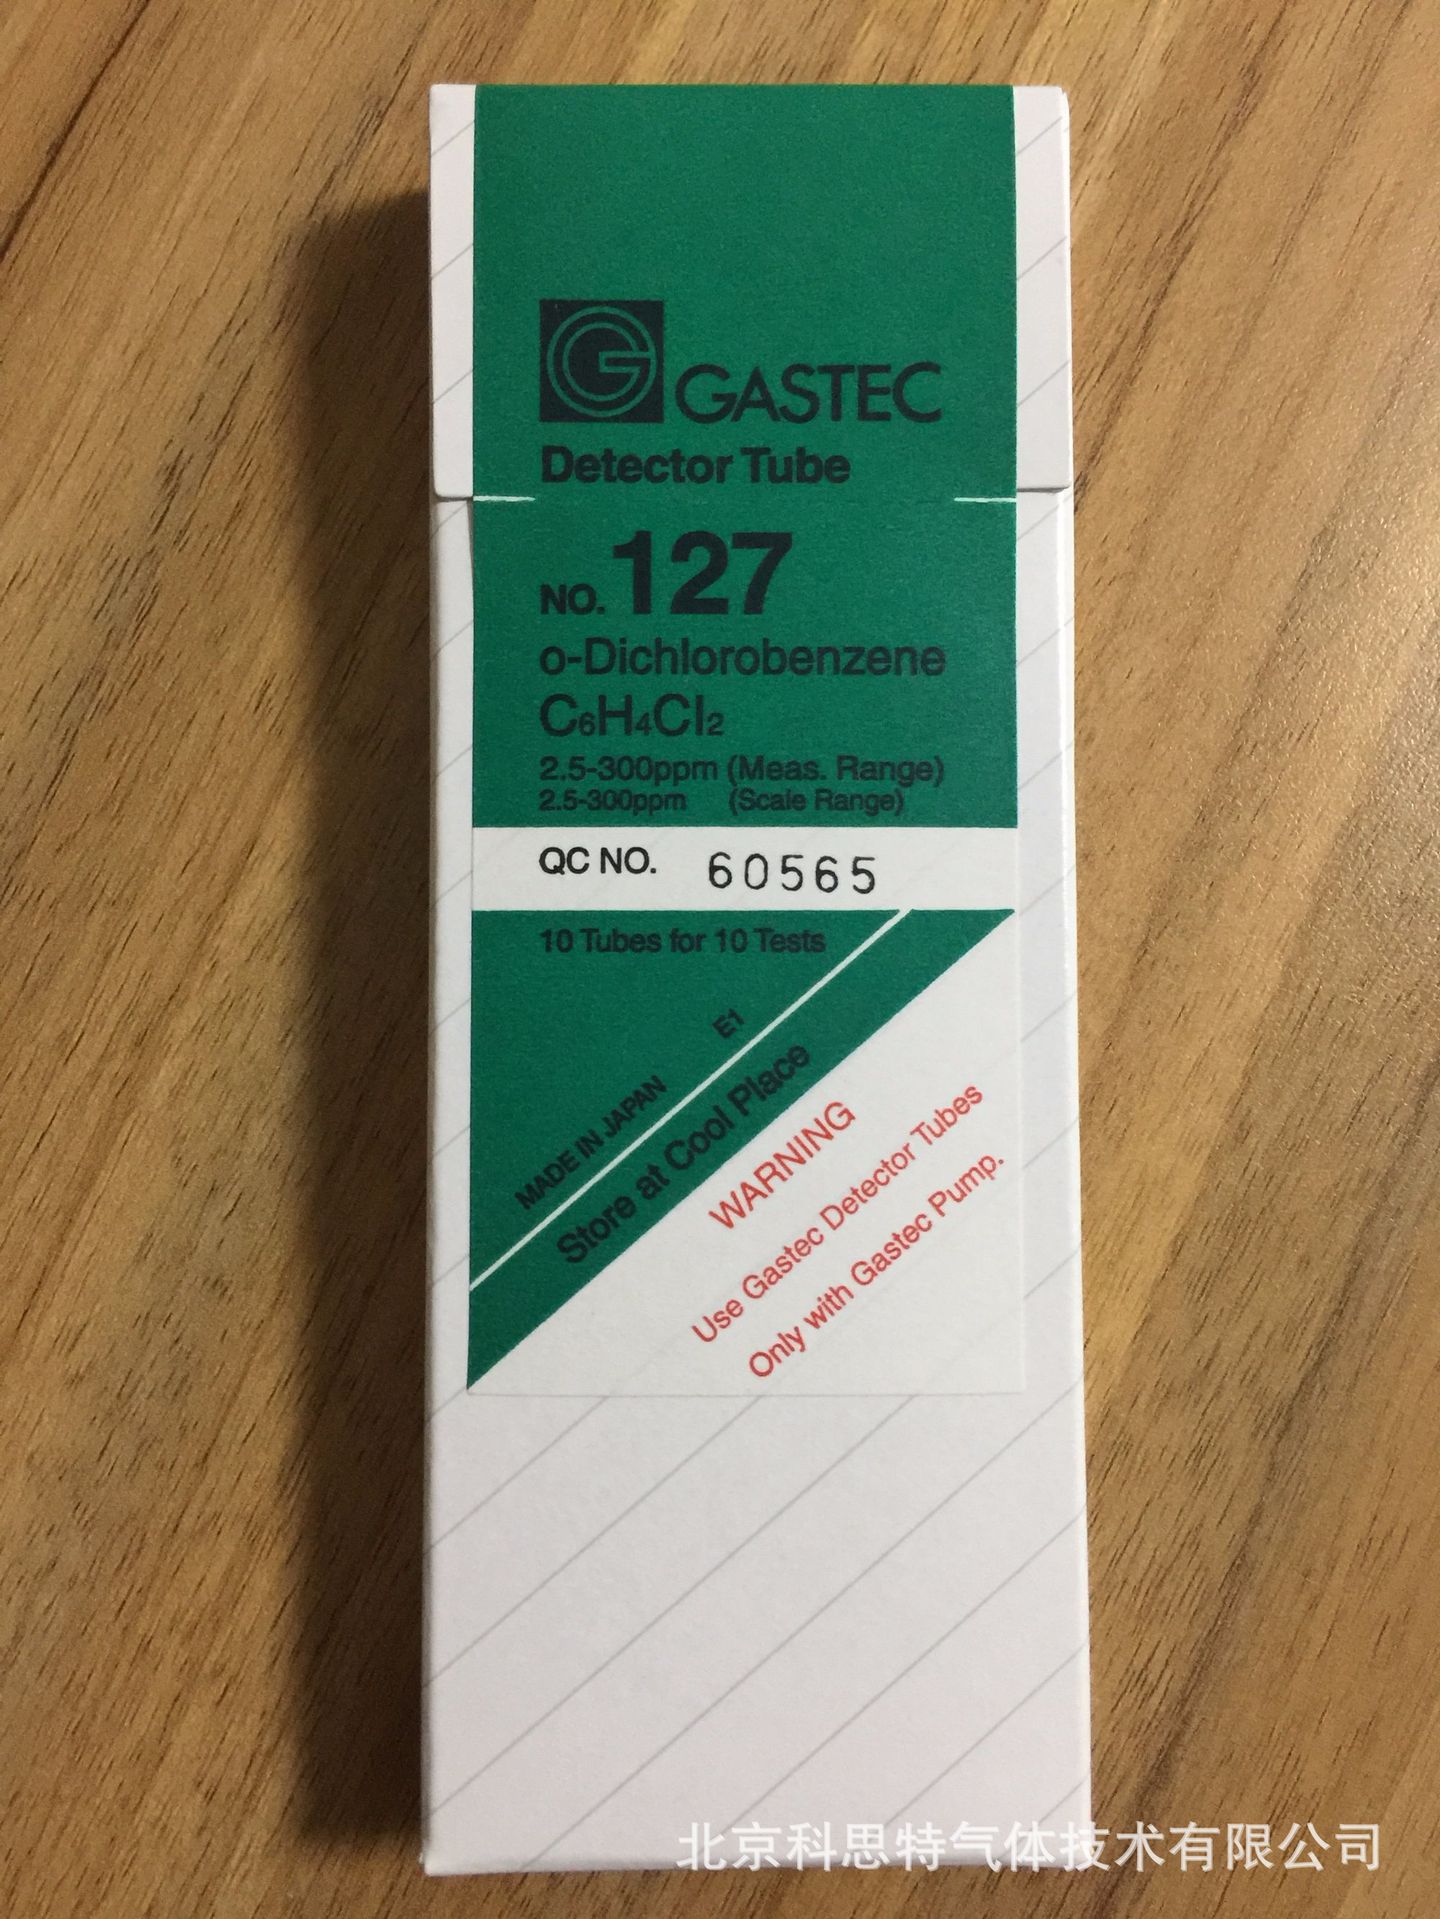 GASTEC
Detector Tube
NO. 127
o-Dichlorobenzene
C6H4Cl2
2.5-300ppm (Meas. Range)
2.5-300ppm (Scale Range)
QC NO. 60565
10 Tubes for 10 Tests
MADE IN JAPAN E1
Store at Cool Place
WARNING
Use Gastec Detector Tubes
Only with Gastec Pump.
北京科思特气体技术有限公司